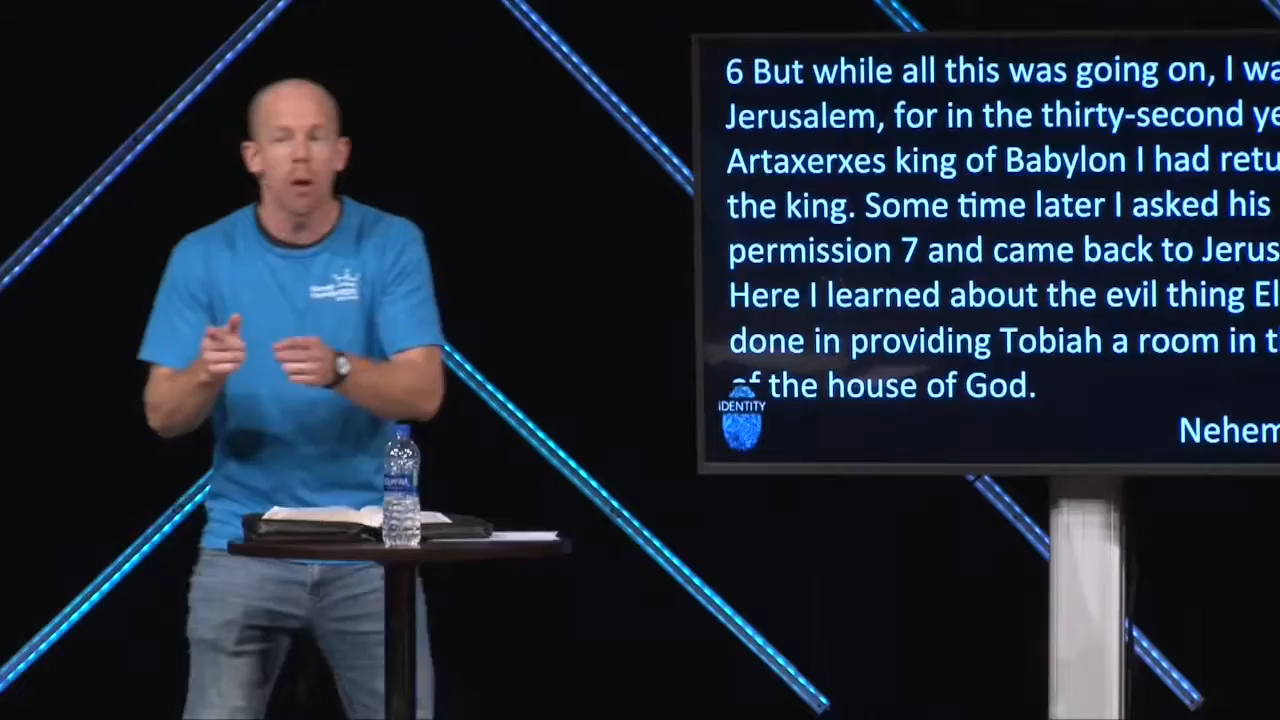 6 But while all this was going on, I wa
Jerusalem, for in the thirty-second ye
Artaxerxes king of Babylon I had retu
the king. Some time later I asked his
permission 7 and came back to Jerus
Here I learned about the evil thing El
done in providing Tobiah a room in t
of the house of God.
iDENTITY
Nehem